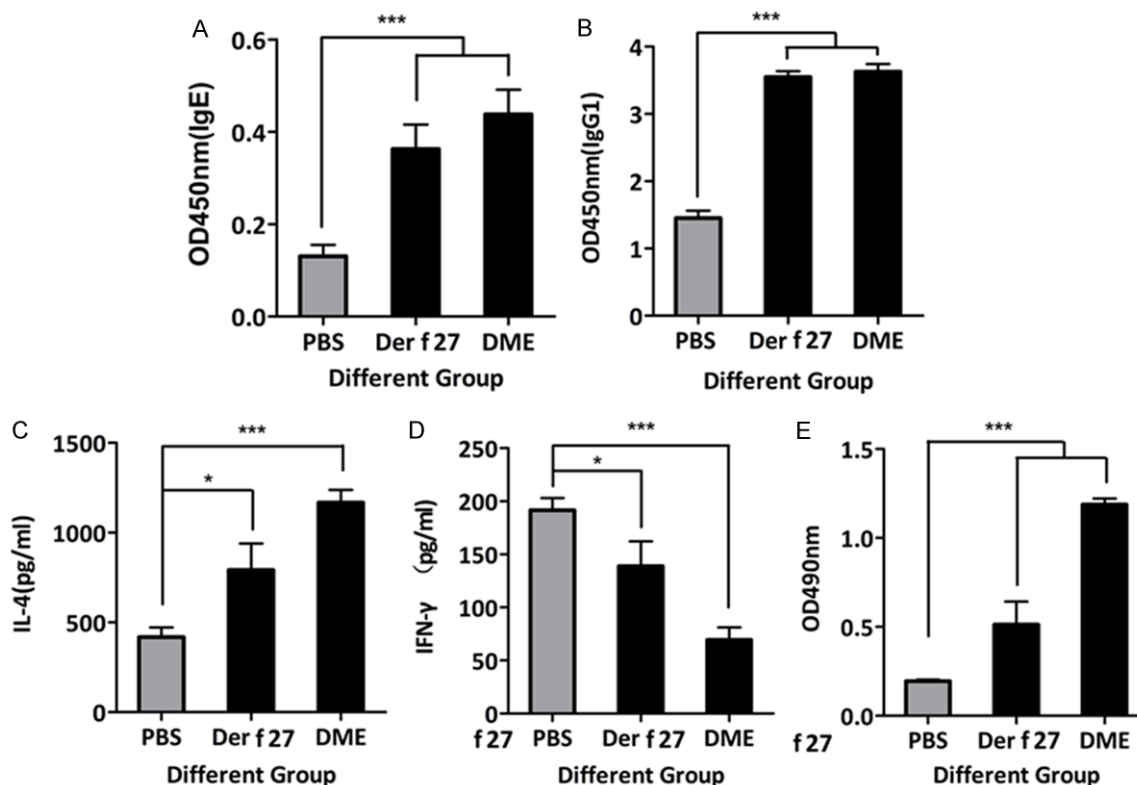 A
***
OD450nm(IgE)
0.6
0.4
0.2
0.0
PBS Der f 27 DME
Different Group
B
***
OD450nm(IgG1)
4
3
2
1
0
PBS Der f 27 DME
Different Group
C
***
*
IL-4(pg/ml)
1500
1000
500
0
PBS Der f 27 DME
Different Group
D
***
*
IFN-γ （pg/ml)
250
200
150
100
50
0
f 27 PBS Der f 27 DME
Different Group
E
***
OD490nm
1.5
1.0
0.5
0.0
f 27 PBS Der f 27 DME
Different Group